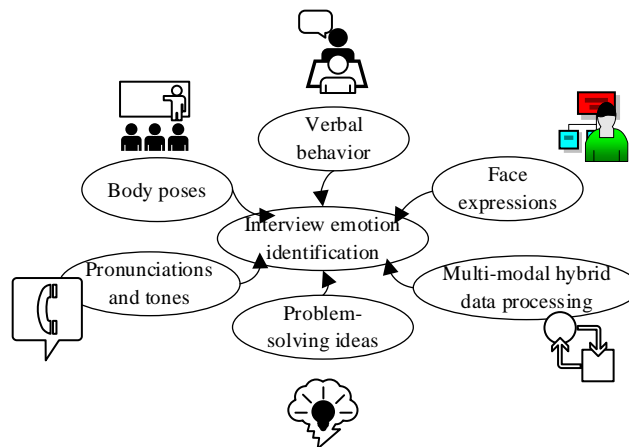 Verbal
behavior
Body poses
Face
expressions
Interview emotion
identification
Pronunciations
and tones
Multi-modal hybrid
data processing
Problem-
solving ideas